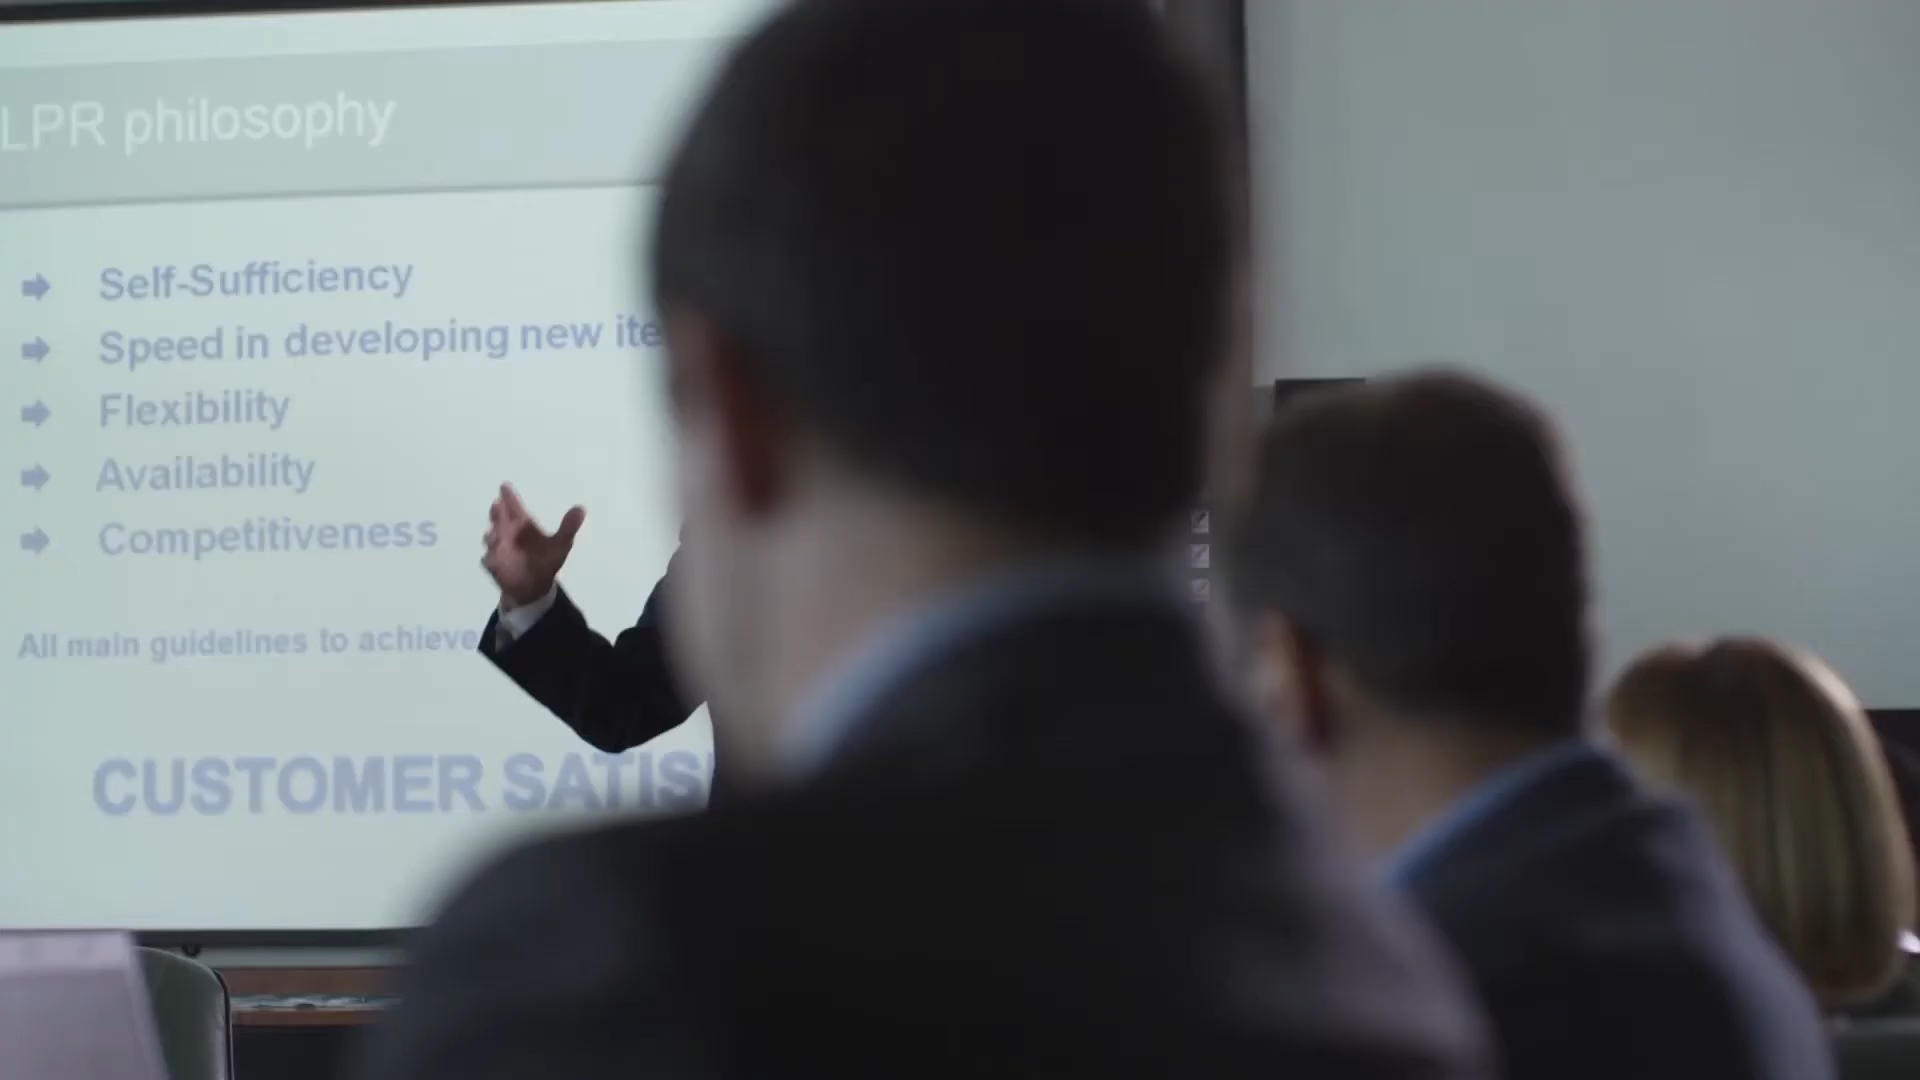 LPR philosophy
Self-Sufficiency
Speed in developing new ite
Flexibility
Availability
Competitiveness
All main guidelines to achieve
CUSTOMER SATIS